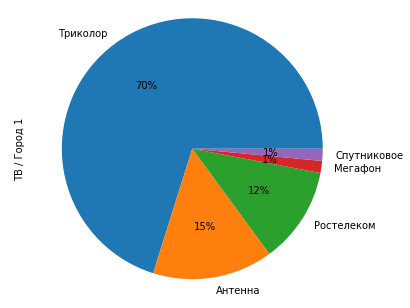 Триколор
70%
ТВ / Город 1
1%
Спутниковое
1%
Мегафон
12%
15%
Ростелеком
Антенна